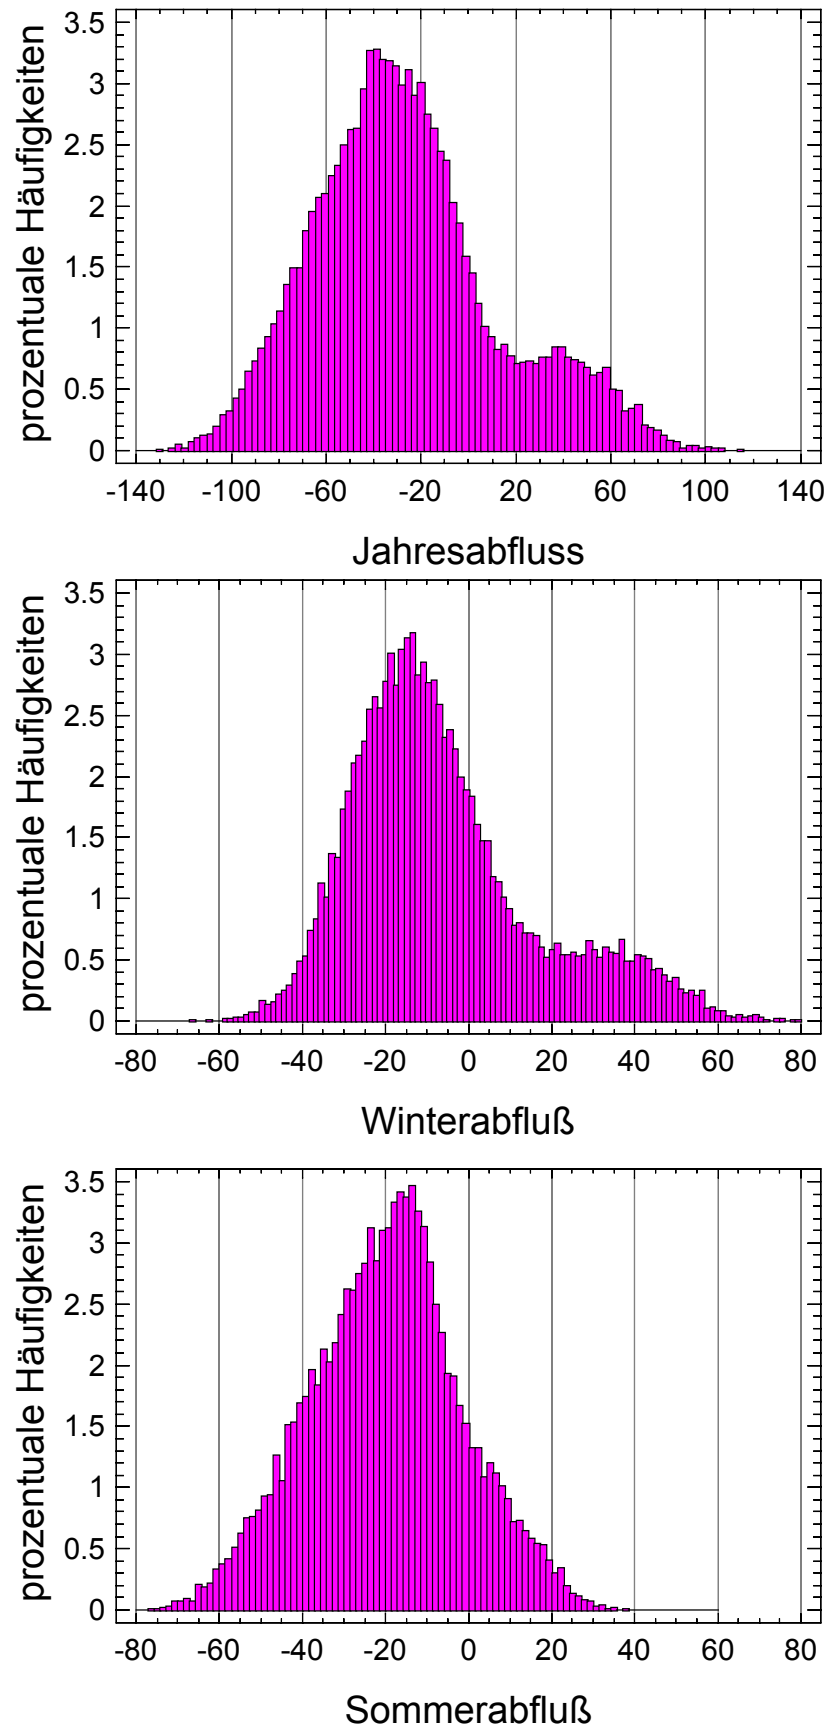 prozentuale Häufigkeiten
3.5
3
2.5
2
1.5
1
0.5
0
-140 -100 -60 -20 20 60 100 140
Jahresabfluss
prozentuale Häufigkeiten
3.5
3
2.5
2
1.5
1
0.5
0
-80 -60 -40 -20 0 20 40 60 80
Winterabfluß
prozentuale Häufigkeiten
3.5
3
2.5
2
1.5
1
0.5
0
-80 -60 -40 -20 0 20 40 60 80
Sommerabfluß